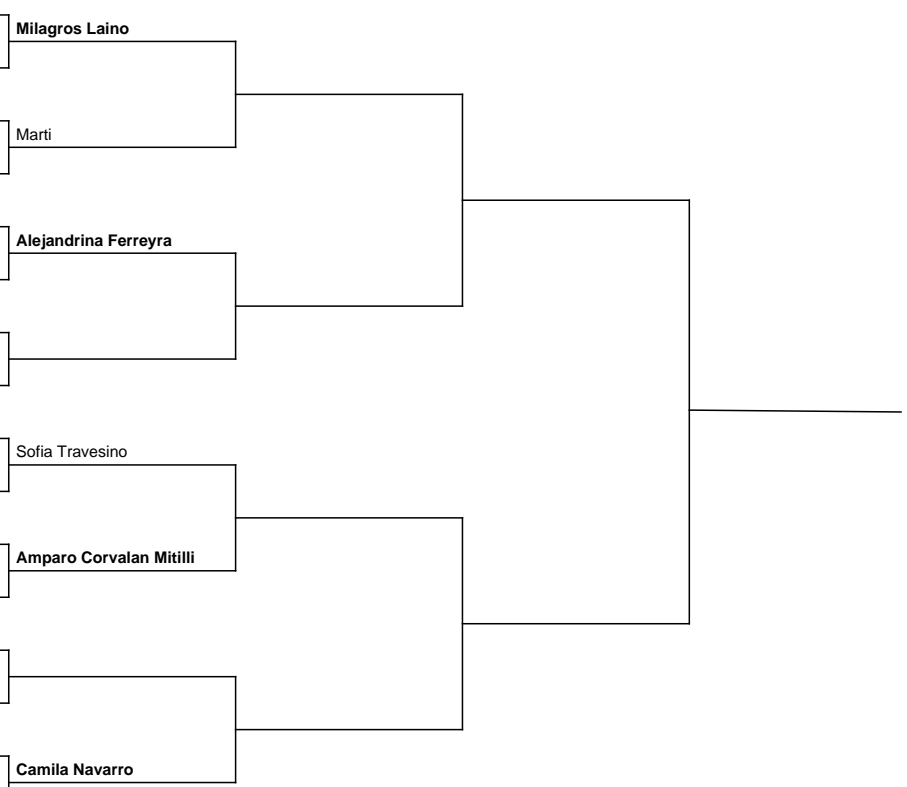 Milagros Laino
Marti
Alejandrina Ferreyra
Sofia Travesino
Amparo Corvalan Mitilli
Camila Navarro